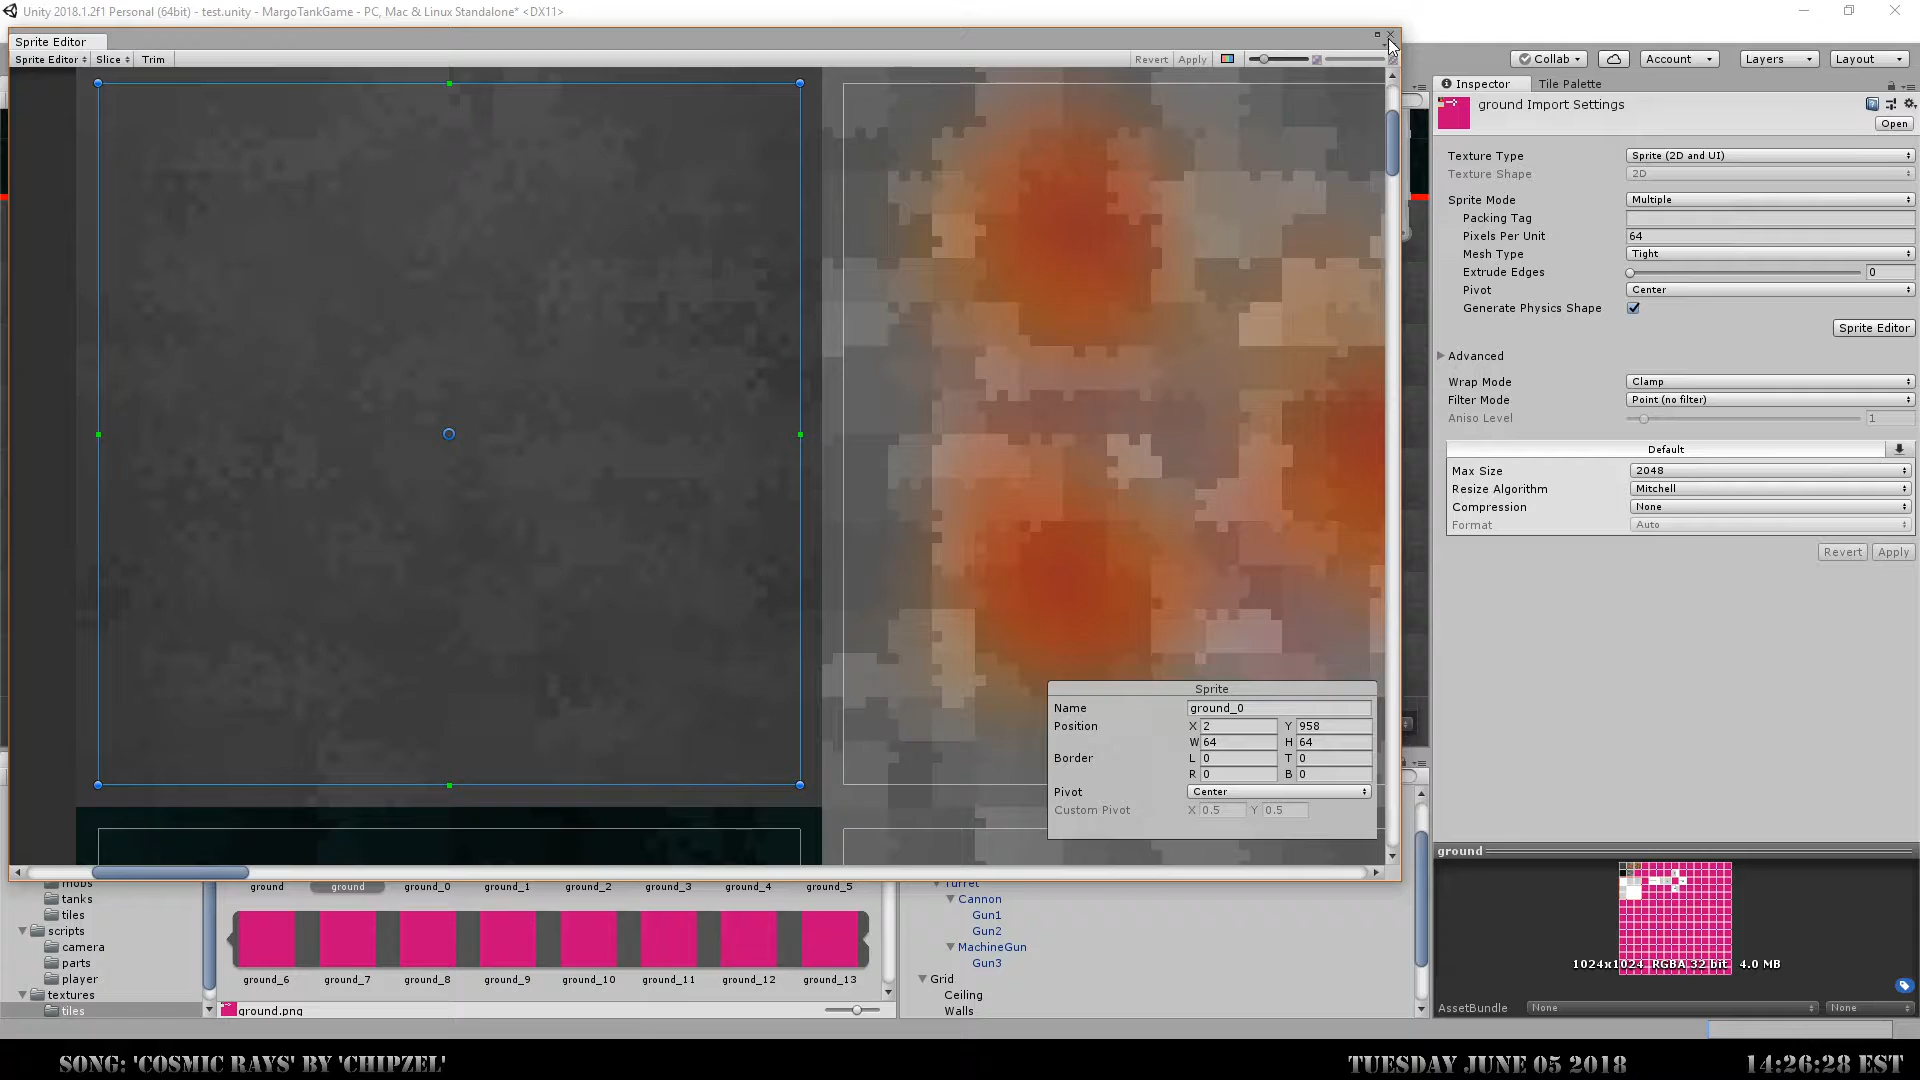 Unity 2018.1.2f1 Personal (64bit) - test.unity - MargoTankGame - PC, Mac & Linux Standalone* <DX11>
Sprite Editor
Sprite Editor Slice Trim Revert Apply
Collab Account Layers Layout
Inspector Tile Palette
ground Import Settings
Open
Texture Type Sprite (2D and UI)
Texture Shape 2D
Sprite Mode Multiple
Packing Tag
Pixels Per Unit 64
Mesh Type Tight
Extrude Edges 0
Pivot Center
Generate Physics Shape
Sprite Editor
Advanced
Wrap Mode Clamp
Filter Mode Point (no filter)
Aniso Level 1
Default
Max Size 2048
Resize Algorithm Mitchell
Compression None
Format Auto
Revert Apply
Sprite
Name ground_0
Position X 2 Y 958
W 64 H 64
Border L 0 T 0
R 0 B 0
Pivot Center
Custom Pivot X 0.5 Y 0.5
mobs
tanks
tiles
scripts
camera
parts
player
textures
tiles
ground ground ground_0 ground_1 ground_2 ground_3 ground_4 ground_5
ground_6 ground_7 ground_8 ground_9 ground_10 ground_11 ground_12 ground_13
ground.png
Turret
Cannon
Gun1
Gun2
MachineGun
Gun3
Grid
Ceiling
Walls
ground
1024x1024 RGBA 32 bit 4.0 MB
AssetBundle None None
SONG: 'COSMIC RAYS' BY 'CHIPZEL'
TUESDAY JUNE 05 2018 14:26:28 EST